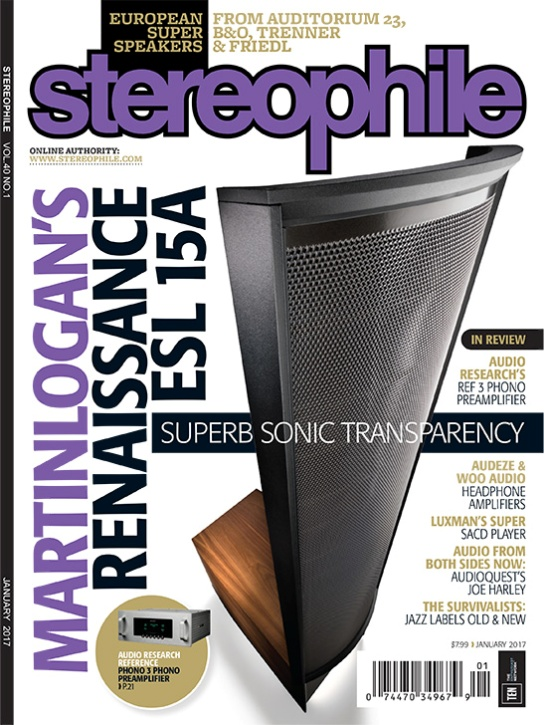 EUROPEAN
SUPER
SPEAKERS
FROM AUDITORIUM 23,
B&O, TRENNER
& FRIEDL
stereophile
ONLINE AUTHORITY:
WWW.STEREOPHILE.COM
STEREOPHILE VOL.40 NO.1
JANUARY 2017
MARTINLOGAN'S
RENAISSANCE
ESL 15A
SUPERB SONIC TRANSPARENCY
IN REVIEW
AUDIO
RESEARCH'S
REF 3 PHONO
PREAMPLIFIER
AUDEZE &
WOO AUDIO
HEADPHONE
AMPLIFIERS
LUXMAN'S SUPER
SACD PLAYER
AUDIO FROM
BOTH SIDES NOW:
AUDIOQUEST'S
JOE HARLEY
THE SURVIVALISTS:
JAZZ LABELS OLD & NEW
AUDIO RESEARCH
REFERENCE
PHONO 3 PHONO
PREAMPLIFIER
P.21
$7.99 JANUARY 2017
01
0 74470 34967 9
TEN